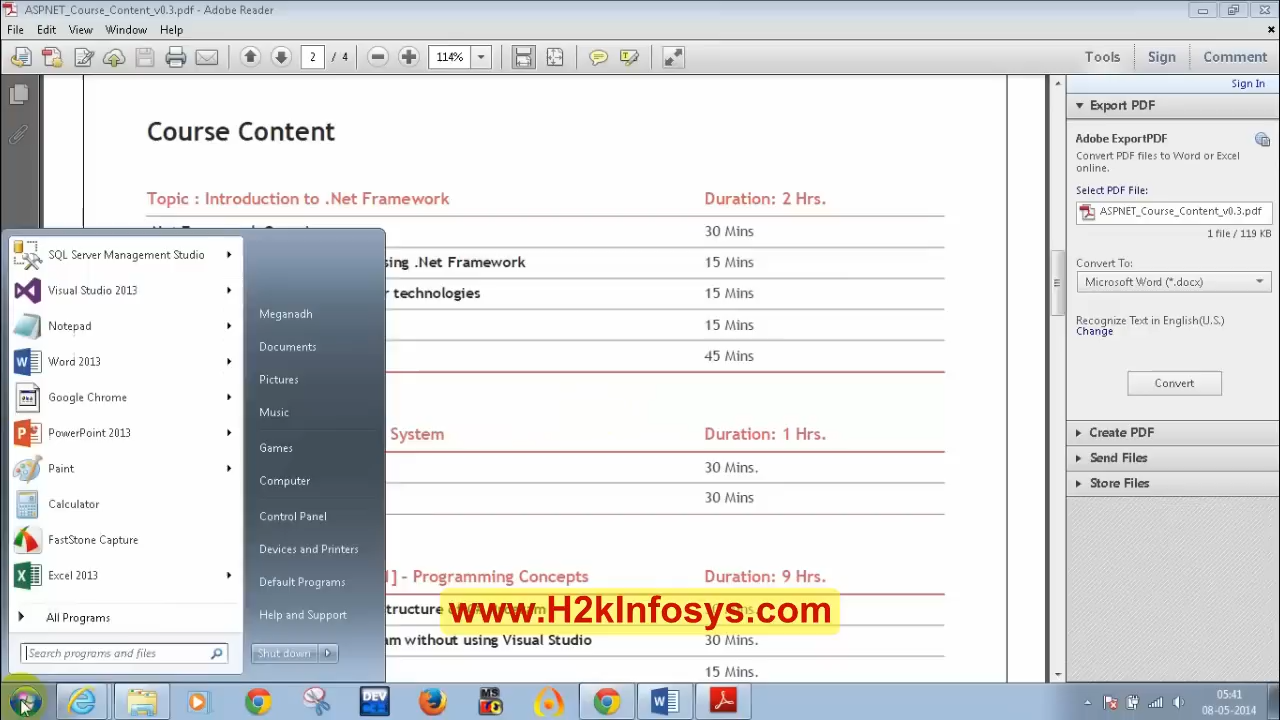 ASPNET_Course_Content_v0.3.pdf - Adobe Reader
File Edit View Window Help
2 / 4 114% Tools Sign Comment
Sign In
Course Content
Topic : Introduction to .Net Framework Duration: 2 Hrs.
30 Mins
sing .Net Framework 15 Mins
r technologies 15 Mins
15 Mins
45 Mins
System Duration: 1 Hrs.
30 Mins.
30 Mins
1] - Programming Concepts Duration: 9 Hrs.
tructure of
am without using Visual Studio 30 Mins.
15 Mins.
www.H2kInfosys.com
Export PDF
Adobe ExportPDF
Convert PDF files to Word or Excel
online.
Select PDF File:
ASPNET_Course_Content_v0.3.pdf
1 file / 119 KB
Convert To:
Microsoft Word (*.docx)
Recognize Text in English(U.S.)
Change
Convert
Create PDF
Send Files
Store Files
SQL Server Management Studio
Visual Studio 2013
Notepad
Word 2013
Google Chrome
PowerPoint 2013
Paint
Calculator
FastStone Capture
Excel 2013
All Programs
Search programs and files
Meganadh
Documents
Pictures
Music
Games
Computer
Control Panel
Devices and Printers
Default Programs
Help and Support
Shut down
DEV
MS
05:41
08-05-2014